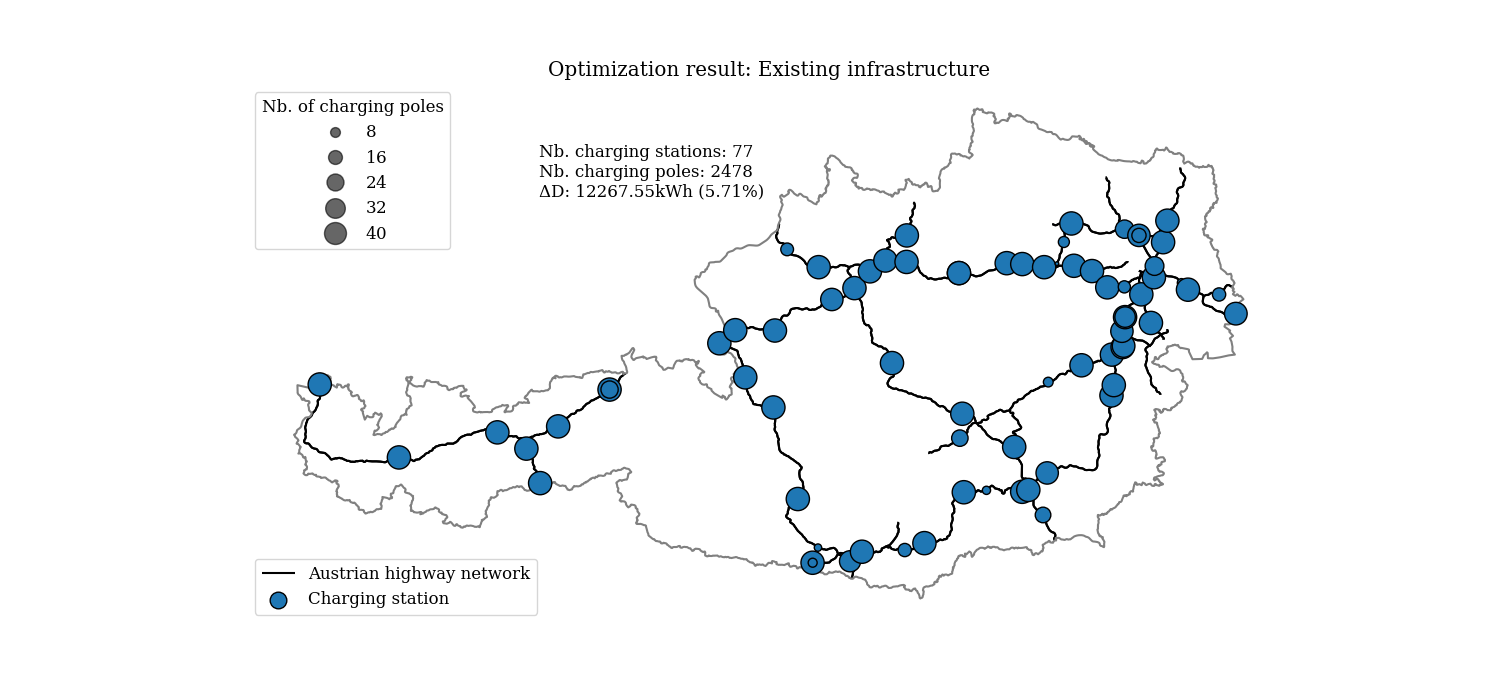 Optimization result: Existing infrastructure
Nb. of charging poles
8
16
24
32
40
Nb. charging stations: 77
Nb. charging poles: 2478
ΔD: 12267.55kWh (5.71%)
Austrian highway network
Charging station